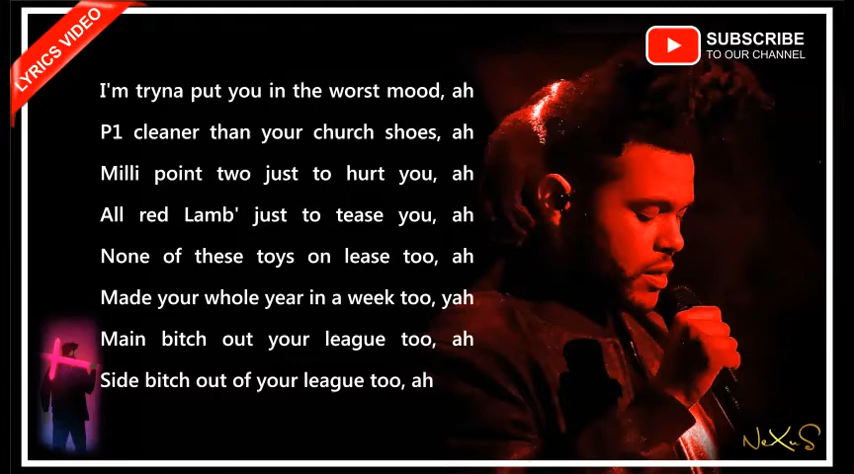 LYRICS VIDEO
SUBSCRIBE
TO OUR CHANNEL
I'm tryna put you in the worst mood, ah
P1 cleaner than your church shoes, ah
Milli point two just to hurt you, ah
All red Lamb' just to tease you, ah
None of these toys on lease too, ah
Made your whole year in a week too, yah
Main bitch out your league too, ah
Side bitch out of your league too, ah
NeXuS